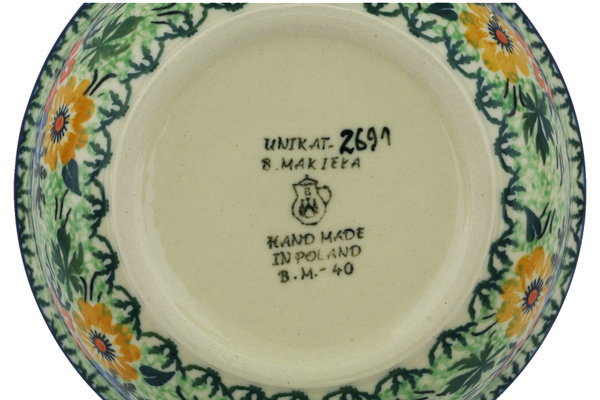 UNIKAT- 2691
B. MAKIEŁA
HAND MADE
IN POLAND
B.M.- 40